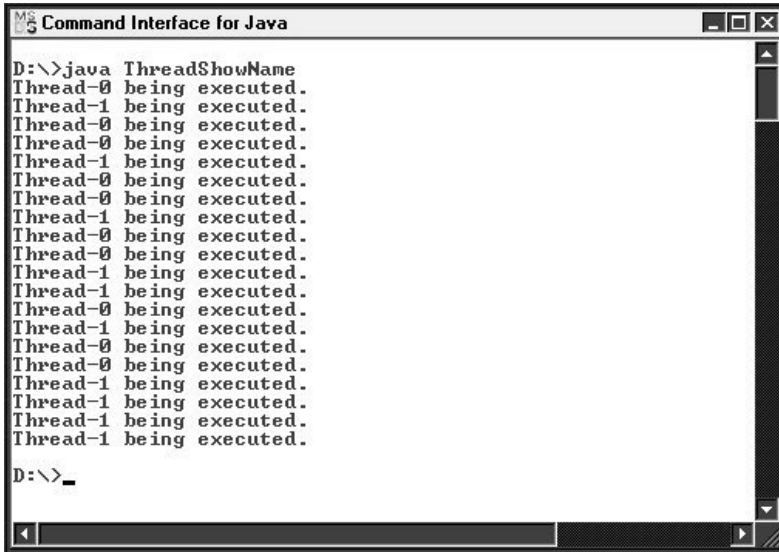 MS
DOS
Command Interface for Java
D:\>java ThreadShowName
Thread-0 being executed.
Thread-1 being executed.
Thread-0 being executed.
Thread-0 being executed.
Thread-1 being executed.
Thread-0 being executed.
Thread-0 being executed.
Thread-1 being executed.
Thread-0 being executed.
Thread-0 being executed.
Thread-1 being executed.
Thread-1 being executed.
Thread-0 being executed.
Thread-1 being executed.
Thread-0 being executed.
Thread-0 being executed.
Thread-1 being executed.
Thread-1 being executed.
Thread-1 being executed.
Thread-1 being executed.
D:\>_